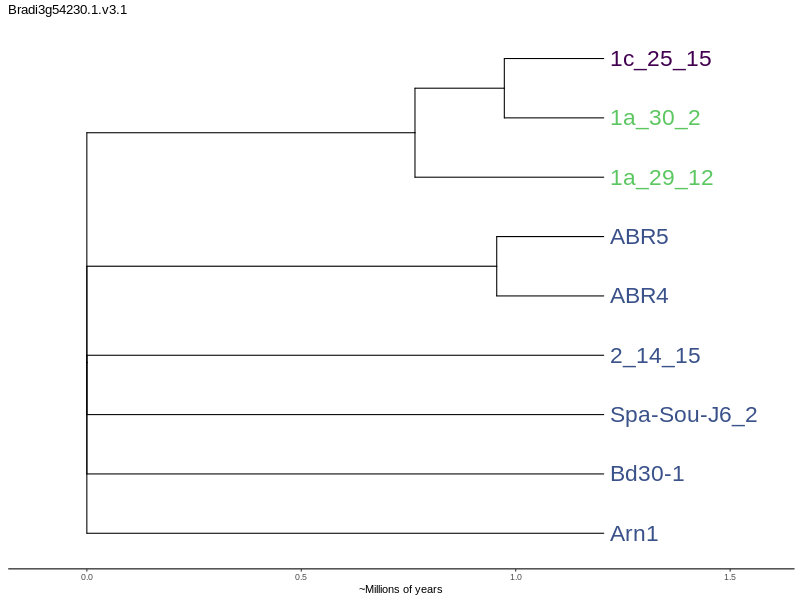 Bradi3g54230.1.v3.1
1c_25_15
1a_30_2
1a_29_12
ABR5
ABR4
2_14_15
Spa-Sou-J6_2
Bd30-1
Arn1
0.0 0.5 1.0 1.5
~Millions of years